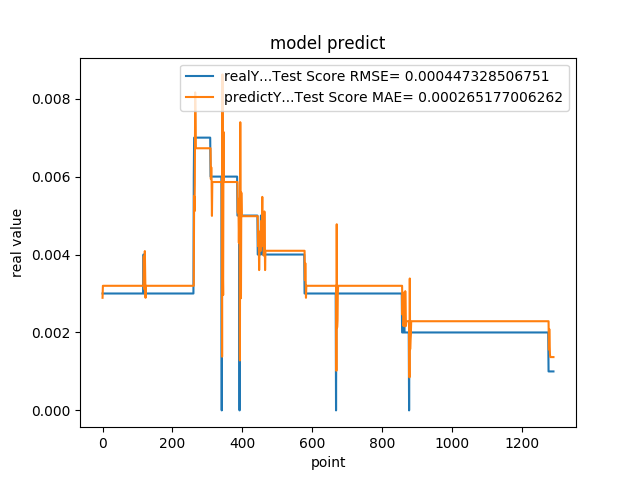 model predict
realY...Test Score RMSE= 0.000447328506751
predictY...Test Score MAE= 0.000265177006262
0.008
0.006
0.004
0.002
0.000
real value
0 200 400 600 800 1000 1200
point